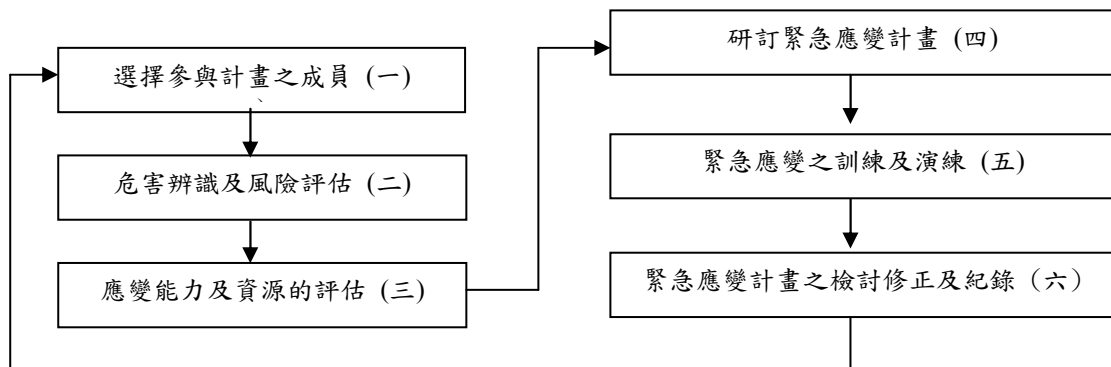 選擇參與計畫之成員 (一)
、
危害辨識及風險評估 (二)
應變能力及資源的評估 (三)
研訂緊急應變計畫 (四)
緊急應變之訓練及演練 (五)
緊急應變計畫之檢討修正及紀錄（六）